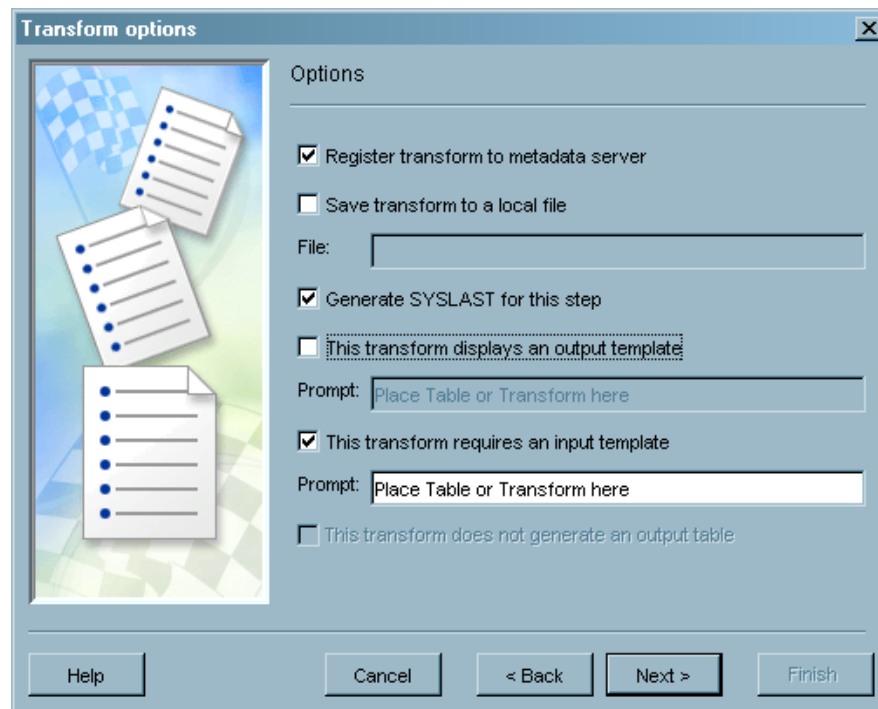 Transform options
Options
Register transform to metadata server
Save transform to a local file
File:
Generate SYSLAST for this step
This transform displays an output template
Prompt: Place Table or Transform here
This transform requires an input template
Prompt: Place Table or Transform here
This transform does not generate an output table
Help Cancel < Back Next > Finish